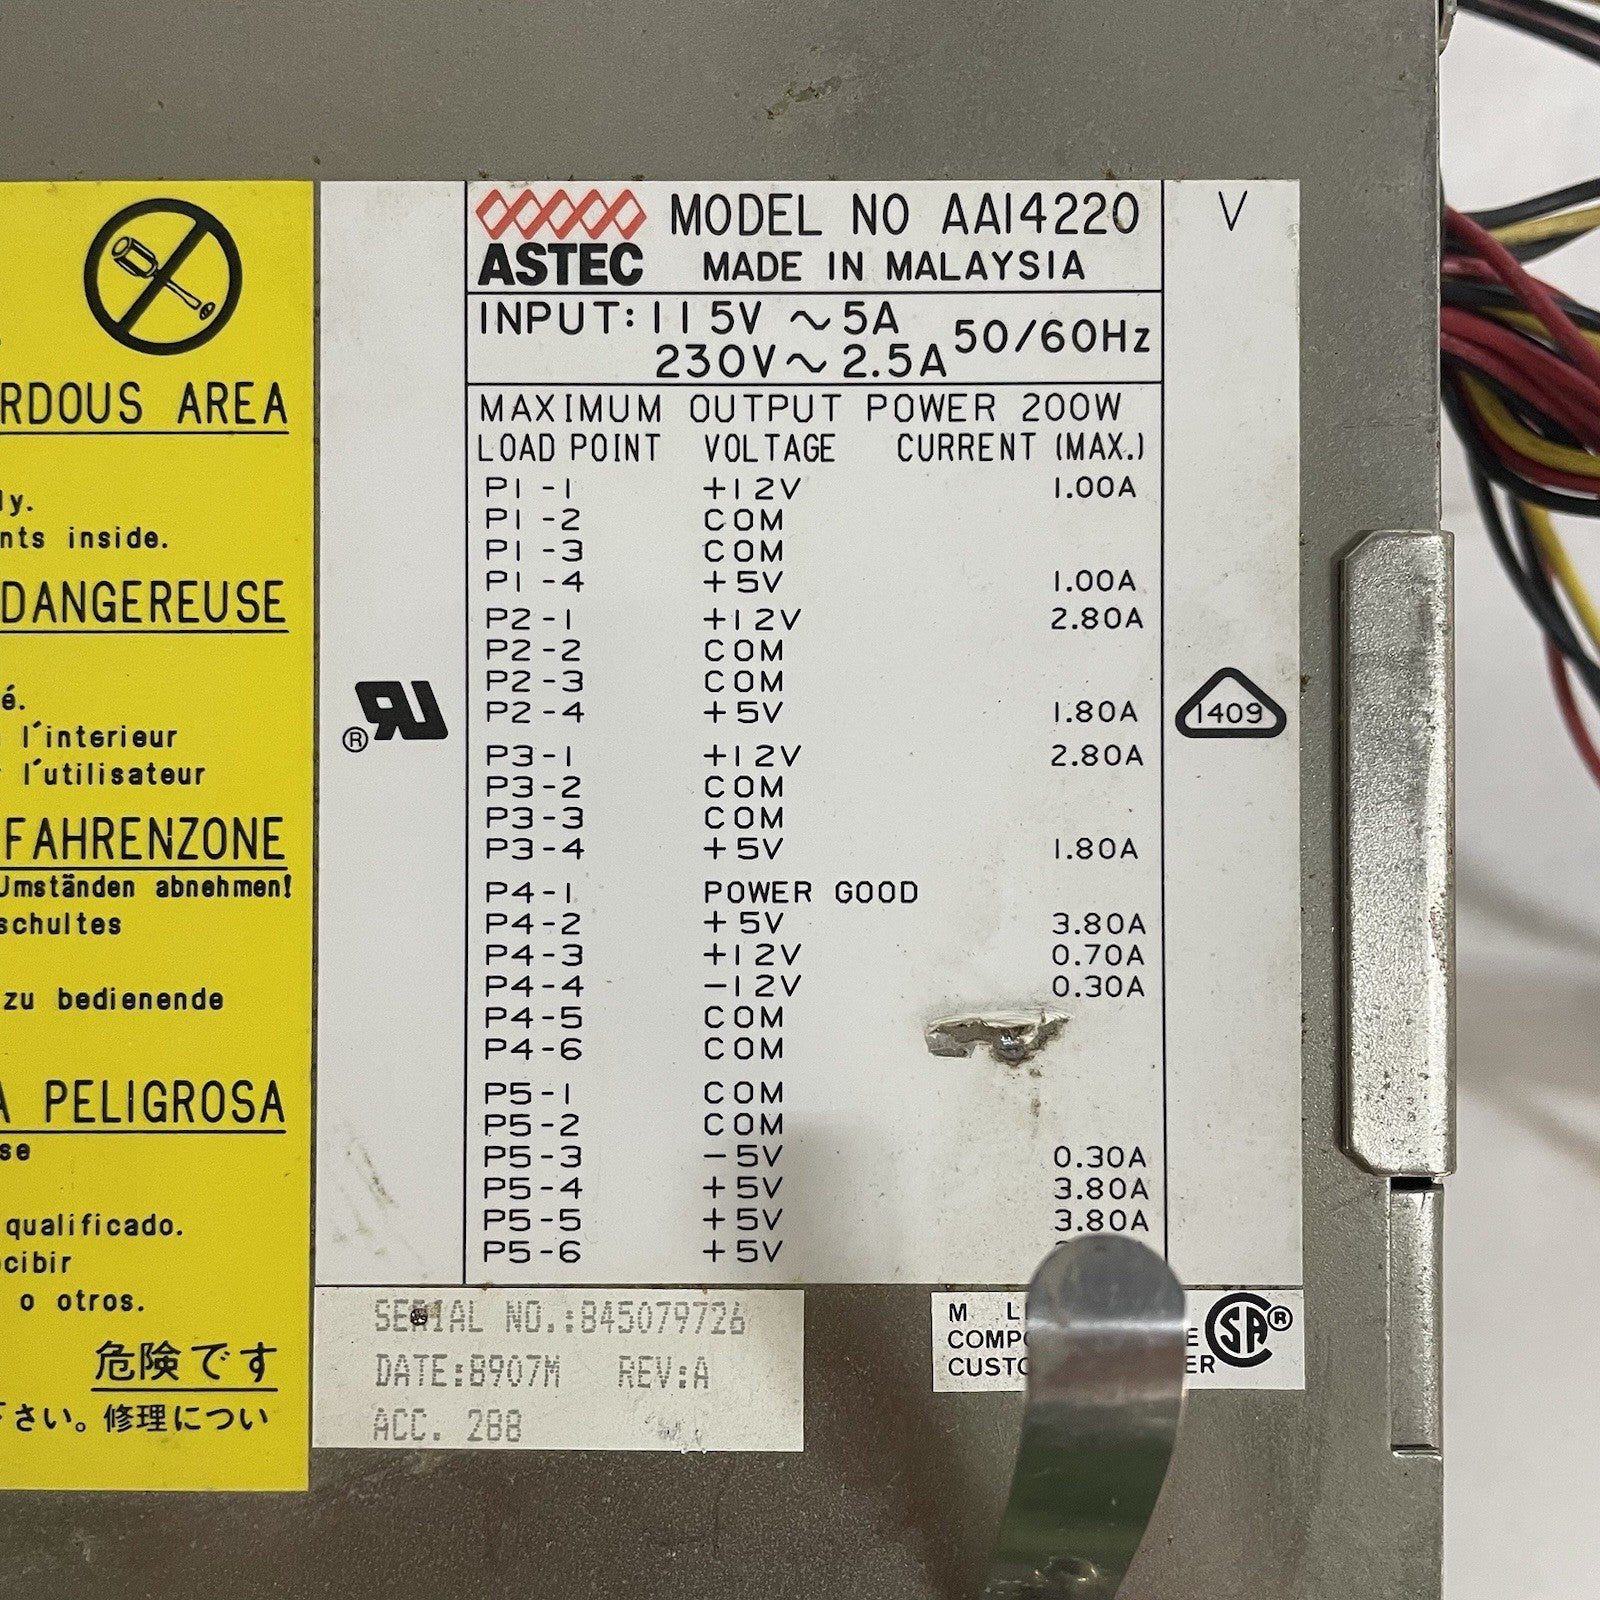 RDOUS AREA
ly.
nts inside.
DANGEREUSE
é.
l'interieur
l'utilisateur
FAHRENZONE
Umständen abnehmen!
schultes
zu bedienende
A PELIGROSA
se
qualificado.
cibir
o otros.
危険です
下さい。修理につい
ASTEC
MODEL NO AA14220
MADE IN MALAYSIA
INPUT: 115V ~ 5A
230V ~ 2.5A 50/60Hz
MAXIMUM OUTPUT POWER 200W
LOAD POINT VOLTAGE CURRENT (MAX.)
P1-1 +12V 1.00A
P1-2 COM
P1-3 COM
P1-4 +5V 1.00A
P2-1 +12V 2.80A
P2-2 COM
P2-3 COM
P2-4 +5V 1.80A
P3-1 +12V 2.80A
P3-2 COM
P3-3 COM
P3-4 +5V 1.80A
P4-1 POWER GOOD
P4-2 +5V 3.80A
P4-3 +12V 0.70A
P4-4 -12V 0.30A
P4-5 COM
P4-6 COM
P5-1 COM
P5-2 COM
P5-3 -5V 0.30A
P5-4 +5V 3.80A
P5-5 +5V 3.80A
P5-6 +5V
V
1409
®
SERIAL NO.:845079726
DATE:8907M REV:A
ACC. 288
M L
COMPO E
CUSTO ER
SA®